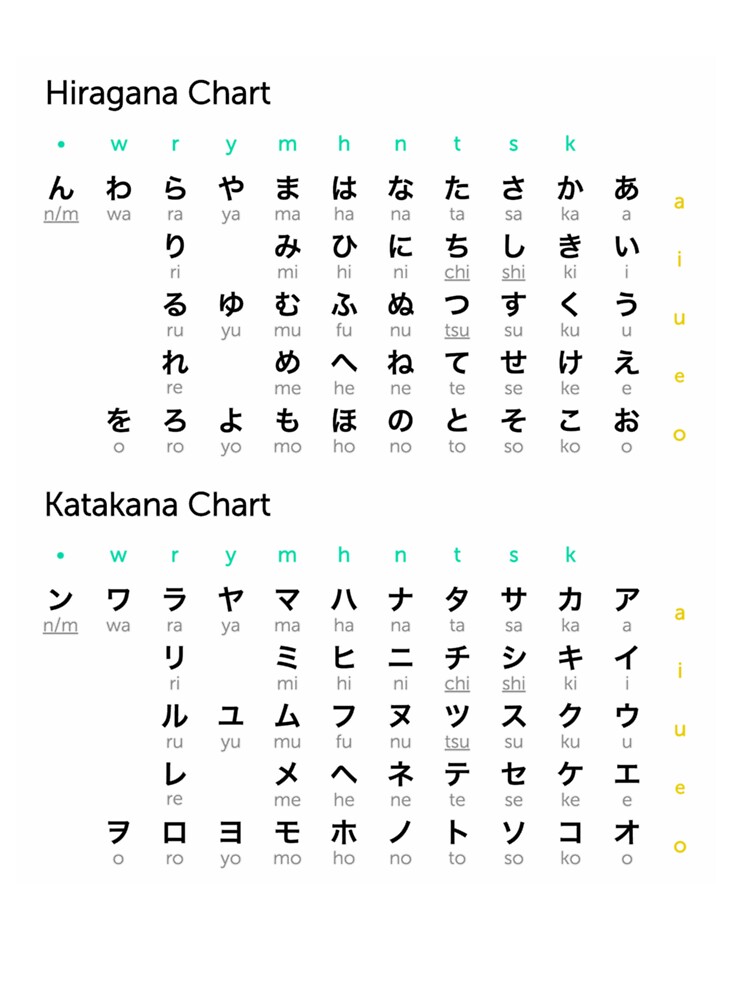 Hiragana Chart
• w r y m h n t s k
ん わ ら や ま は な た さ か あ
n/m wa ra ya ma ha na ta sa ka a a
り み ひ に ち し き い
ri mi hi ni chi shi ki i i
る ゆ む ふ ぬ つ す く う
ru yu mu fu nu tsu su ku u u
れ め へ ね て せ け え
re me he ne te se ke e e
を ろ よ も ほ の と そ こ お
o ro yo mo ho no to so ko o o
Katakana Chart
• w r y m h n t s k
ン ワ ラ ヤ マ ハ ナ タ サ カ ア
n/m wa ra ya ma ha na ta sa ka a a
リ ミ ヒ ニ チ シ キ イ
ri mi hi ni chi shi ki i i
ル ユ ム フ ヌ ツ ス ク ウ
ru yu mu fu nu tsu su ku u u
レ メ ヘ ネ テ セ ケ エ
re me he ne te se ke e e
ヲ ロ ヨ モ ホ ノ ト ソ コ オ
o ro yo mo ho no to so ko o o